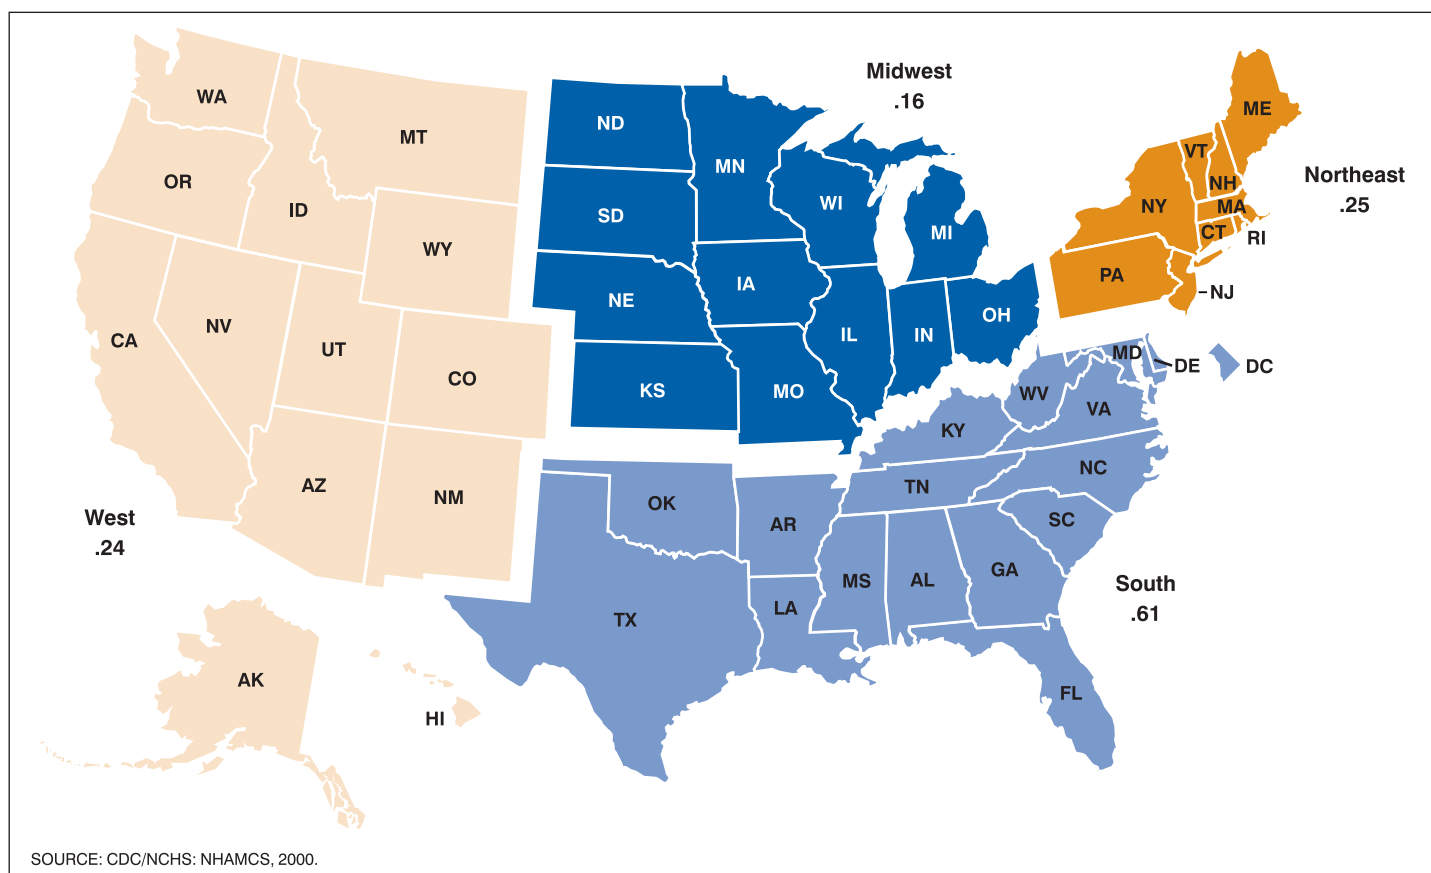 Midwest
.16
Northeast
.25
West
.24
South
.61
WA
OR
CA
NV
ID
MT
WY
UT
CO
AZ
NM
AK
HI
ND
SD
NE
KS
MN
IA
MO
WI
IL
MI
IN
OH
ME
VT
NH
NY
MA
CT
RI
PA
NJ
MD
DE
DC
WV
VA
KY
NC
TN
SC
OK
AR
TX
LA
MS
AL
GA
FL
SOURCE: CDC/NCHS: NHAMCS, 2000.